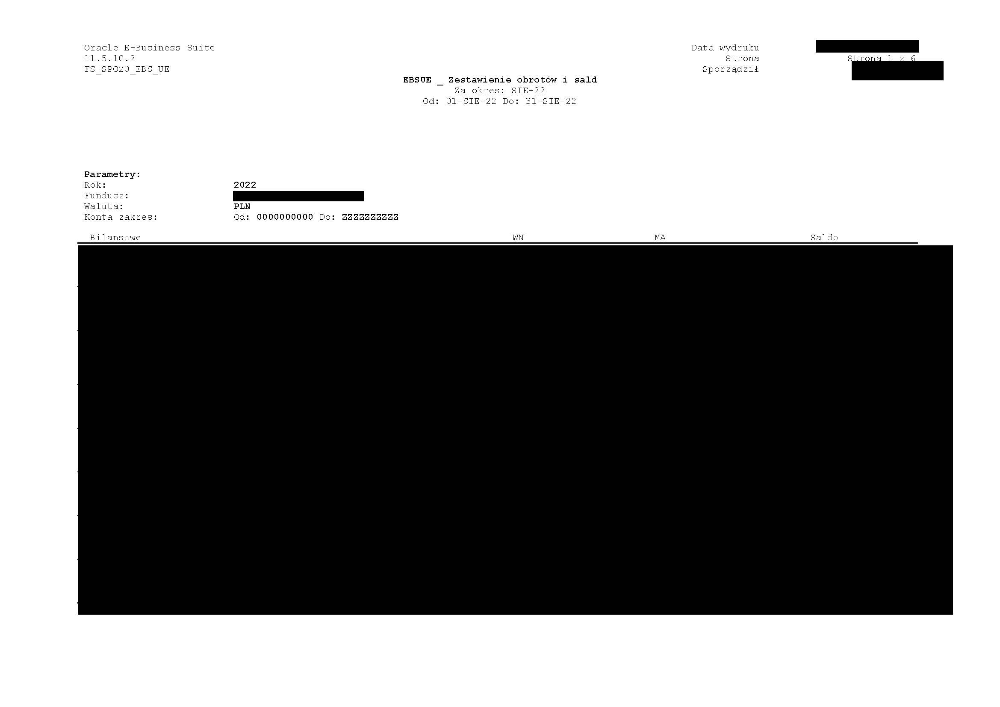 Oracle E-Business Suite
11.5.10.2
FS_SPO20_EBS_UE
Data wydruku
Strona Strona 1 z 6
Sporządził
EBSUE _ Zestawienie obrotów i sald
Za okres: SIE-22
Od: 01-SIE-22 Do: 31-SIE-22
Parametry:
Rok: 2022
Fundusz:
Waluta: PLN
Konta zakres: Od: 0000000000 Do: ZZZZZZZZZZ
Bilansowe WN MA Saldo